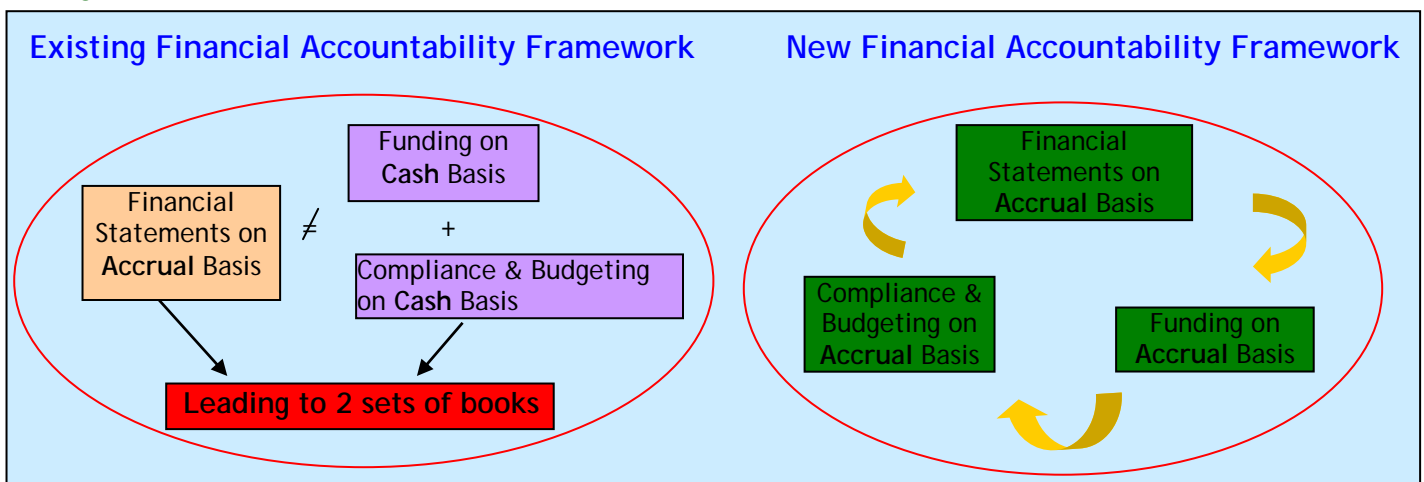 Existing Financial Accountability Framework
Funding on
Cash Basis
Financial
Statements on
Accrual Basis
≠
+
Compliance & Budgeting
on Cash Basis
Leading to 2 sets of books
New Financial Accountability Framework
Financial
Statements on
Accrual Basis
Compliance &
Budgeting on
Accrual Basis
Funding on
Accrual Basis